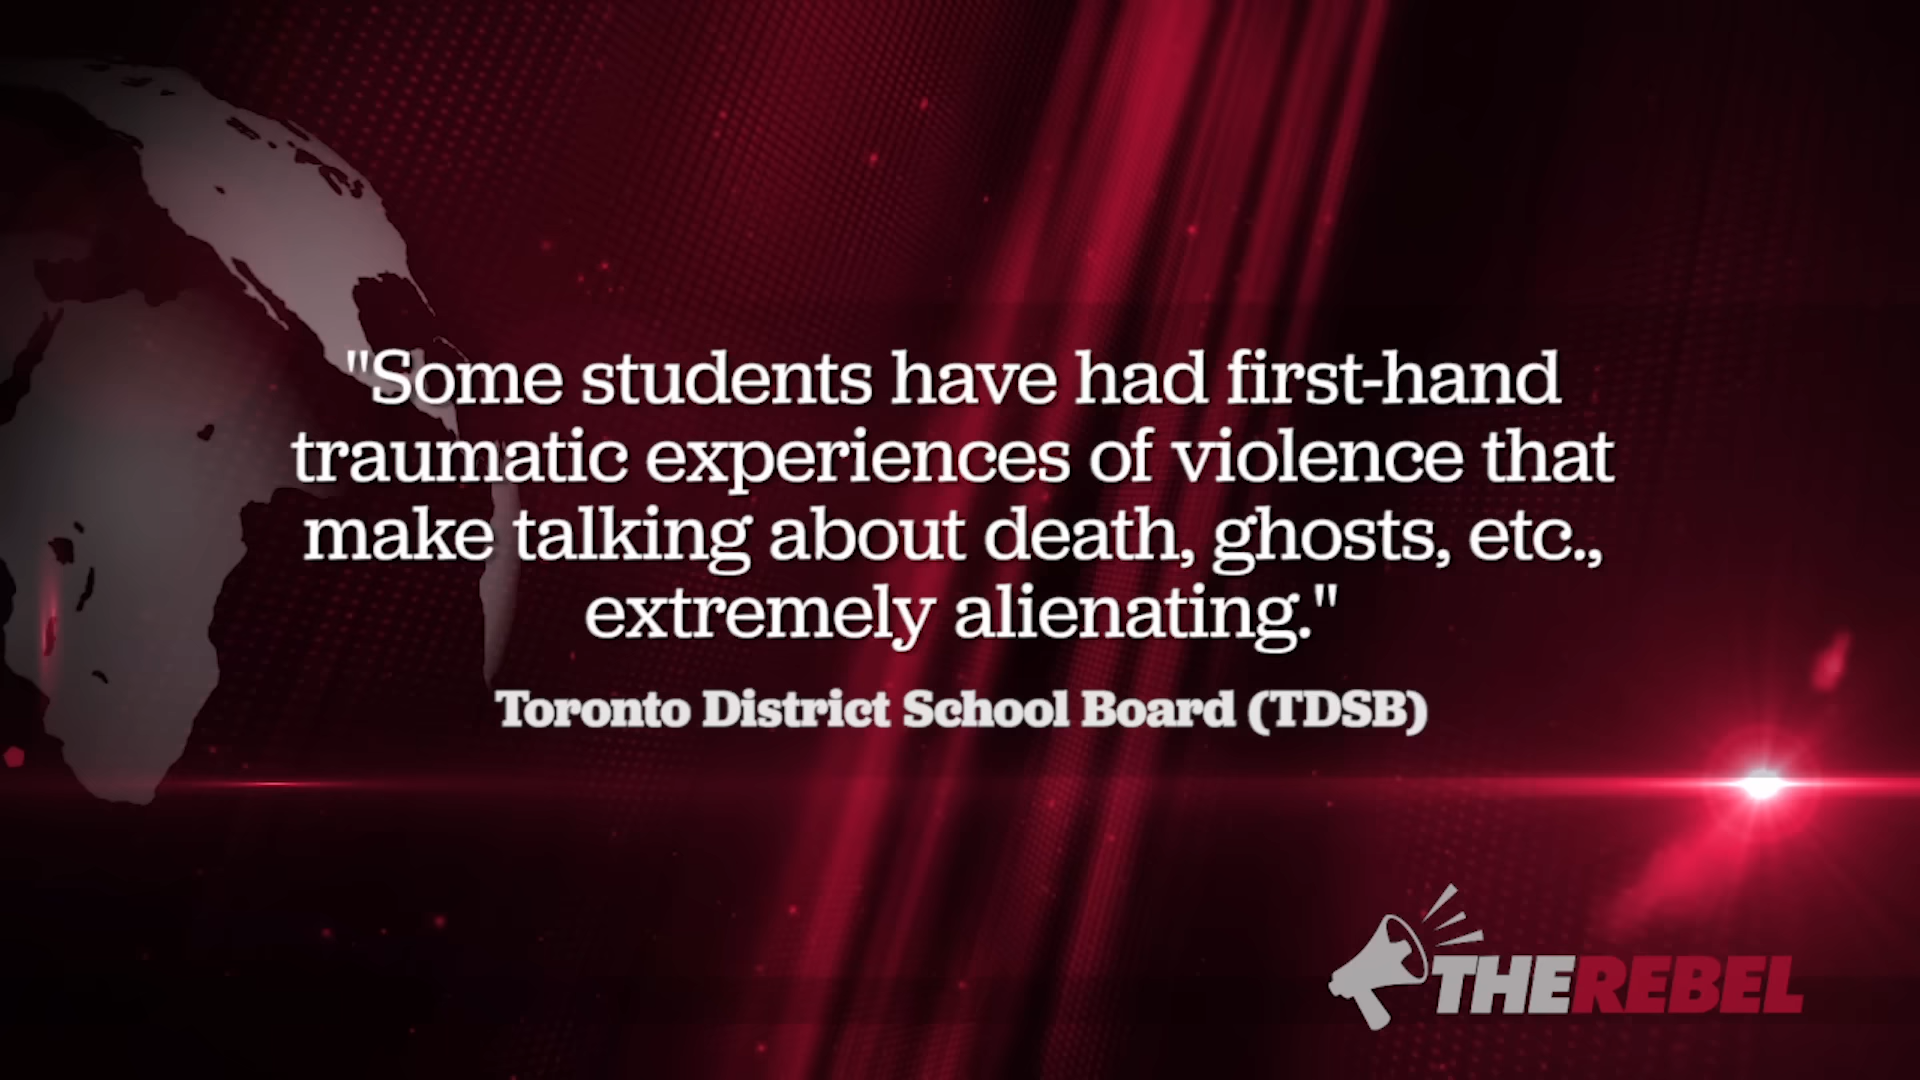 "Some students have had first-hand
traumatic experiences of violence that
make talking about death, ghosts, etc.,
extremely alienating."
Toronto District School Board (TDSB)
THEREBEL